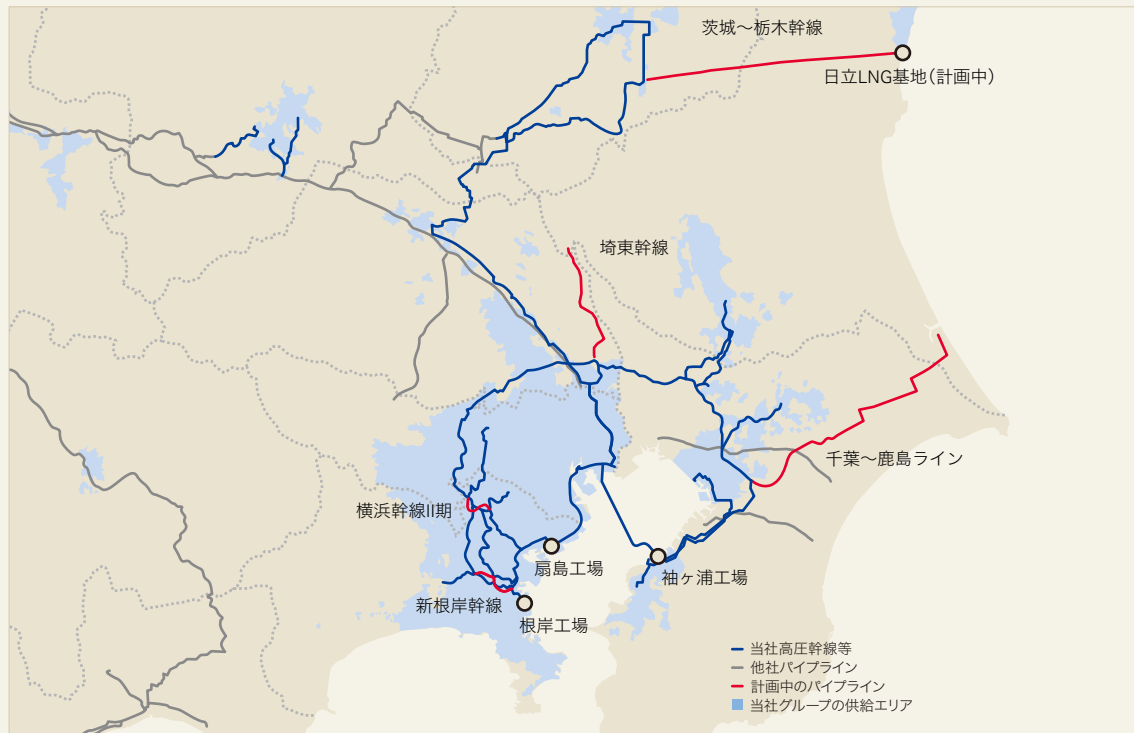 茨城～栃木幹線
日立LNG基地（計画中）
埼東幹線
千葉～鹿島ライン
横浜幹線II期
扇島工場
袖ヶ浦工場
新根岸幹線
根岸工場
当社高圧幹線等
他社パイプライン
計画中のパイプライン
当社グループの供給エリア